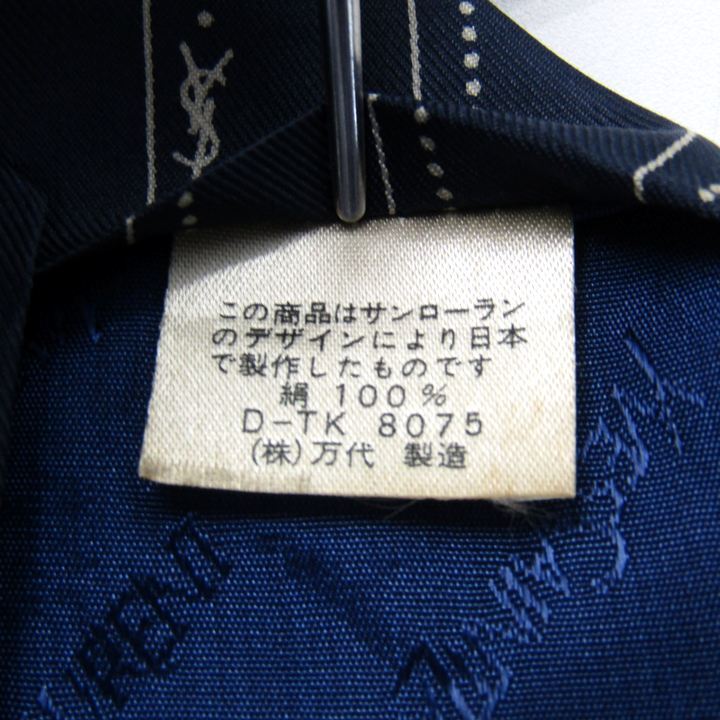 YSL
この商品はサンローラン
のデザインにより日本
で製作したものです
絹 100%
D-TK 8075
(株)万代 製造
URENT